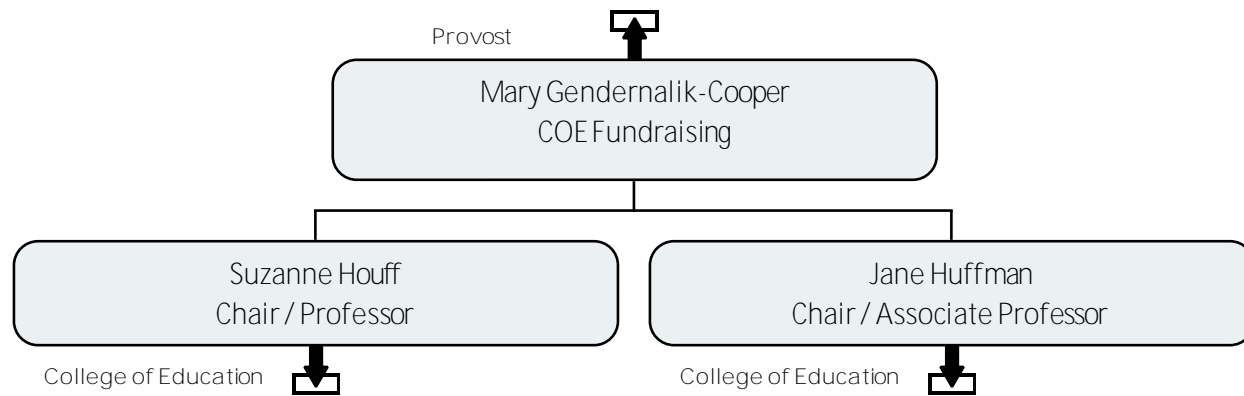 Provost
Mary Gendernalik-Cooper
COE Fundraising
Suzanne Houff
Chair / Professor
Jane Huffman
Chair / Associate Professor
College of Education
College of Education